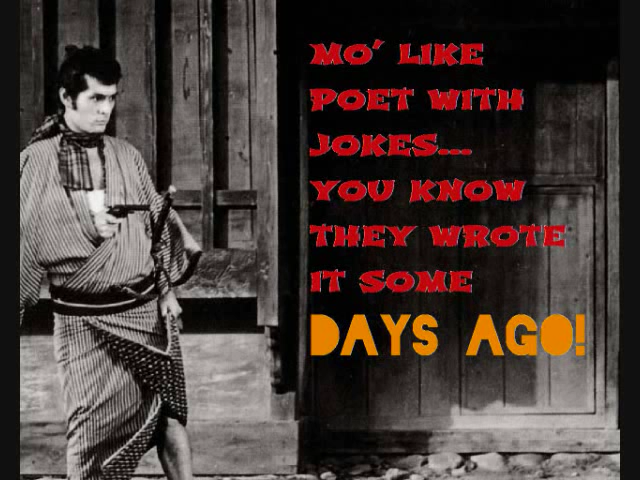 MO' LIKE
POET WITH
JOKES...
YOU KNOW
THEY WROTE
IT SOME
DAYS AGO!